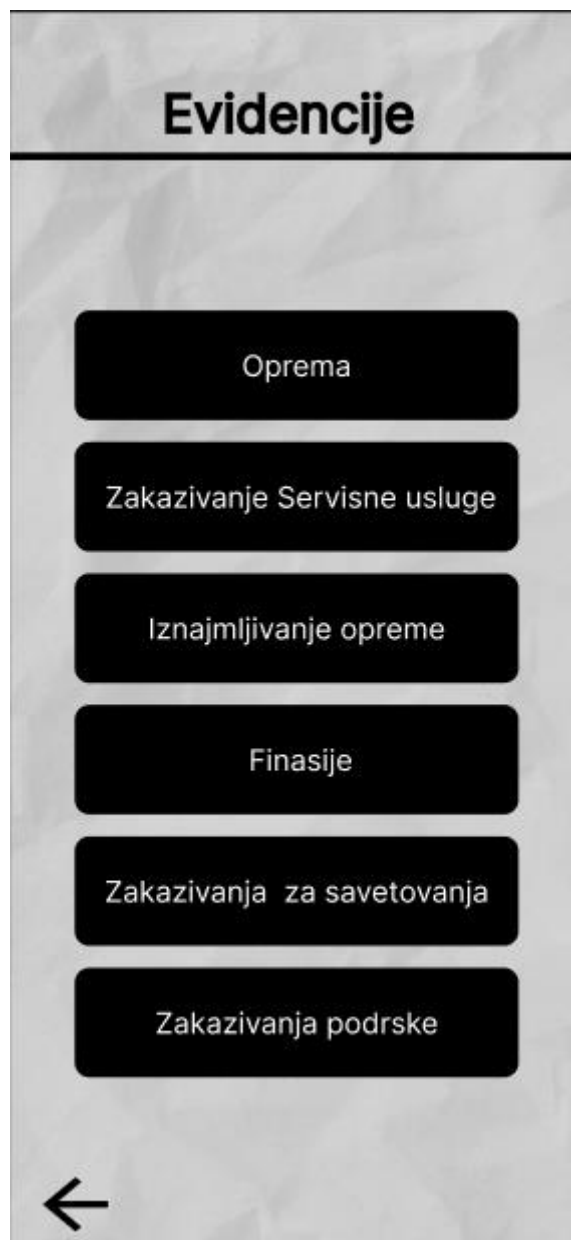 Evidencije
Oprema
Zakazivanje Servisne usluge
Iznajmljivanje opreme
Finasije
Zakazivanja  za savetovanja
Zakazivanja podrske